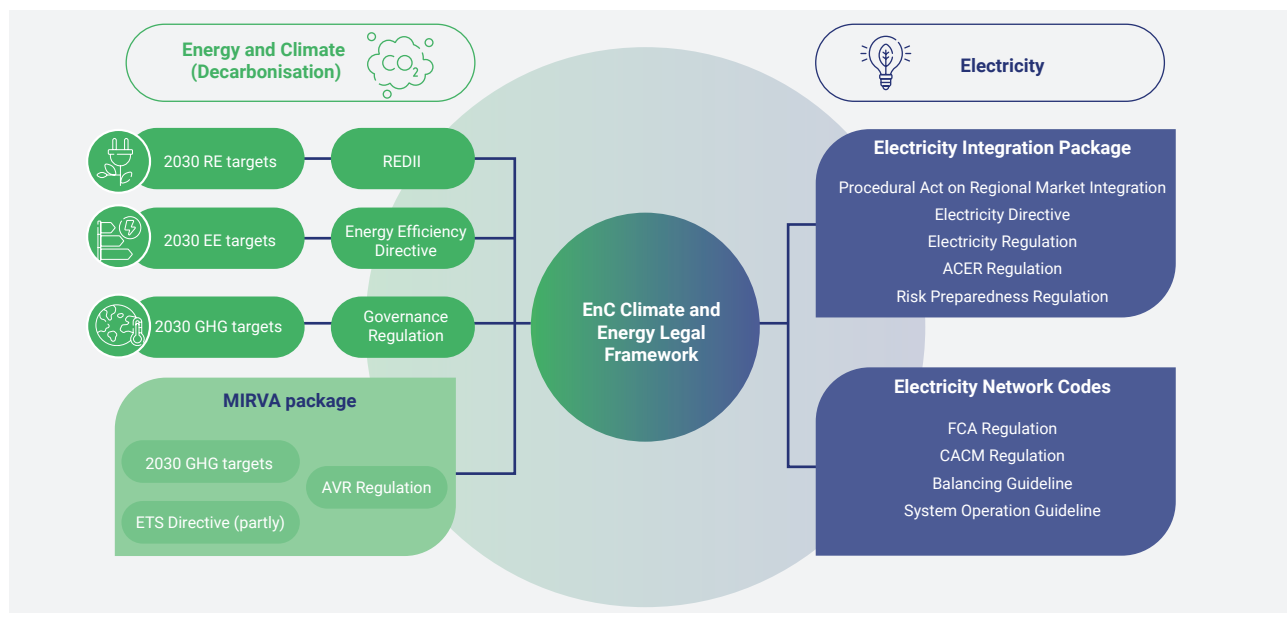 Energy and Climate
(Decarbonisation)
CO2
Electricity
2030 RE targets
REDII
2030 EE targets
Energy Efficiency
Directive
2030 GHG targets
Governance
Regulation
MIRVA package
2030 GHG targets
AVR Regulation
ETS Directive (partly)
EnC Climate and
Energy Legal
Framework
Electricity Integration Package
Procedural Act on Regional Market Integration
Electricity Directive
Electricity Regulation
ACER Regulation
Risk Preparedness Regulation
Electricity Network Codes
FCA Regulation
CACM Regulation
Balancing Guideline
System Operation Guideline